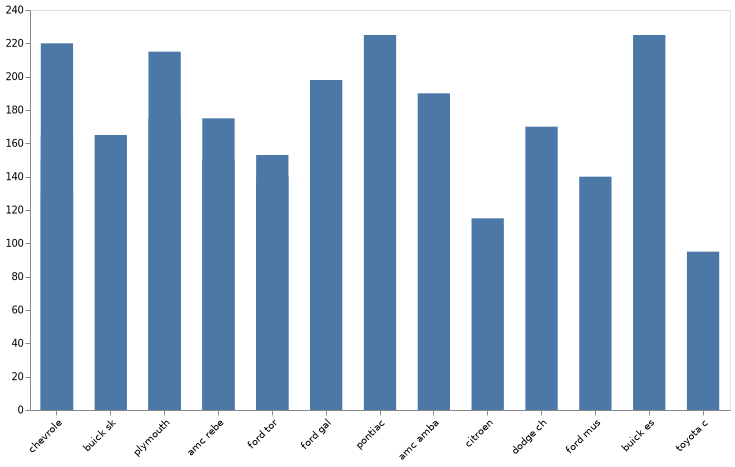 240
220
200
180
160
140
120
100
80
60
40
20
0
chevrole
buick sk
plymouth
amc rebe
ford tor
ford gal
pontiac
amc amba
citroen
dodge ch
ford mus
buick es
toyota c